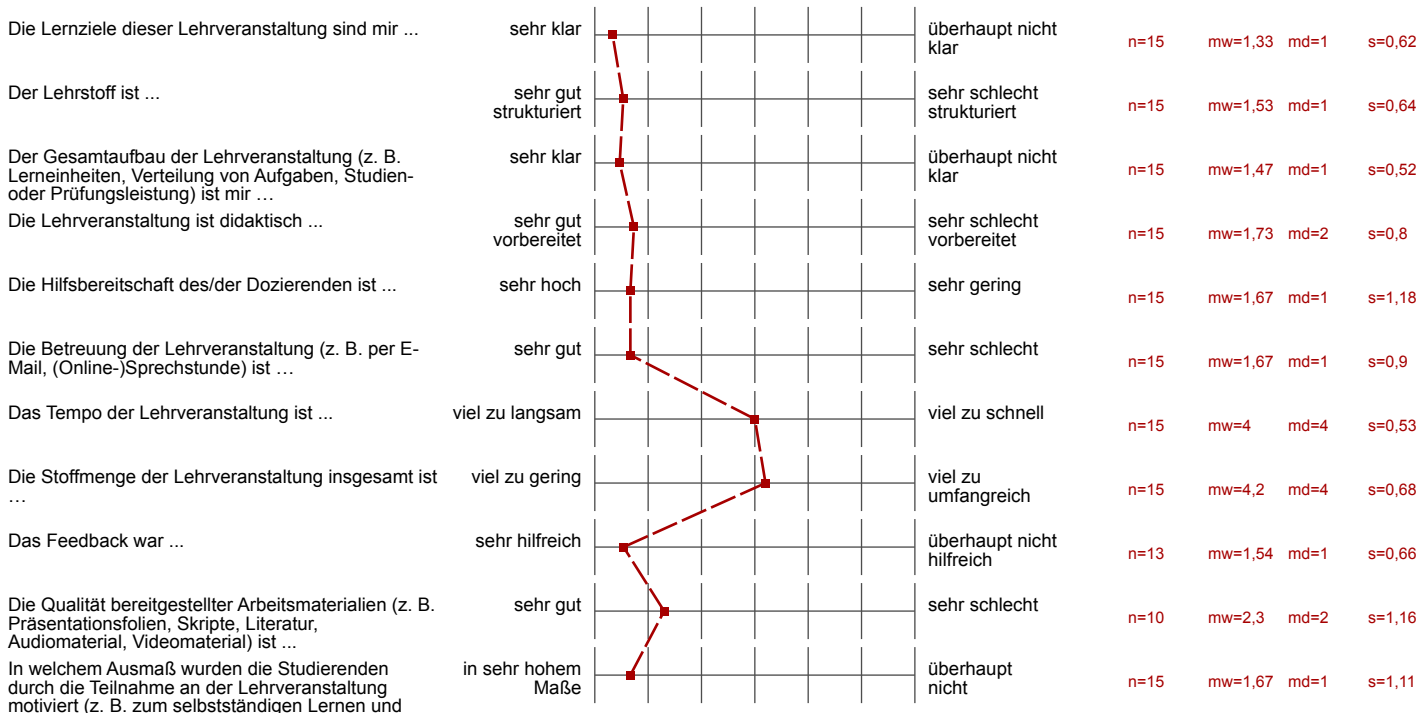 Die Lernziele dieser Lehrveranstaltung sind mir ... sehr klar überhaupt nicht klar n=15 mw=1,33 md=1 s=0,62
Der Lehrstoff ist ... sehr gut strukturiert sehr schlecht strukturiert n=15 mw=1,53 md=1 s=0,64
Der Gesamtaufbau der Lehrveranstaltung (z. B.
Lerneinheiten, Verteilung von Aufgaben, Studien-
oder Prüfungsleistung) ist mir … sehr klar überhaupt nicht klar n=15 mw=1,47 md=1 s=0,52
Die Lehrveranstaltung ist didaktisch ... sehr gut vorbereitet sehr schlecht vorbereitet n=15 mw=1,73 md=2 s=0,8
Die Hilfsbereitschaft des/der Dozierenden ist ... sehr hoch sehr gering n=15 mw=1,67 md=1 s=1,18
Die Betreuung der Lehrveranstaltung (z. B. per E-
Mail, (Online-)Sprechstunde) ist … sehr gut sehr schlecht n=15 mw=1,67 md=1 s=0,9
Das Tempo der Lehrveranstaltung ist ... viel zu langsam viel zu schnell n=15 mw=4 md=4 s=0,53
Die Stoffmenge der Lehrveranstaltung insgesamt ist
… viel zu gering viel zu umfangreich n=15 mw=4,2 md=4 s=0,68
Das Feedback war ... sehr hilfreich überhaupt nicht hilfreich n=13 mw=1,54 md=1 s=0,66
Die Qualität bereitgestellter Arbeitsmaterialien (z. B.
Präsentationsfolien, Skripte, Literatur,
Audiomaterial, Videomaterial) ist ... sehr gut sehr schlecht n=10 mw=2,3 md=2 s=1,16
In welchem Ausmaß wurden die Studierenden
durch die Teilnahme an der Lehrveranstaltung
motiviert (z. B. zum selbstständigen Lernen und in sehr hohem Maße überhaupt nicht n=15 mw=1,67 md=1 s=1,11